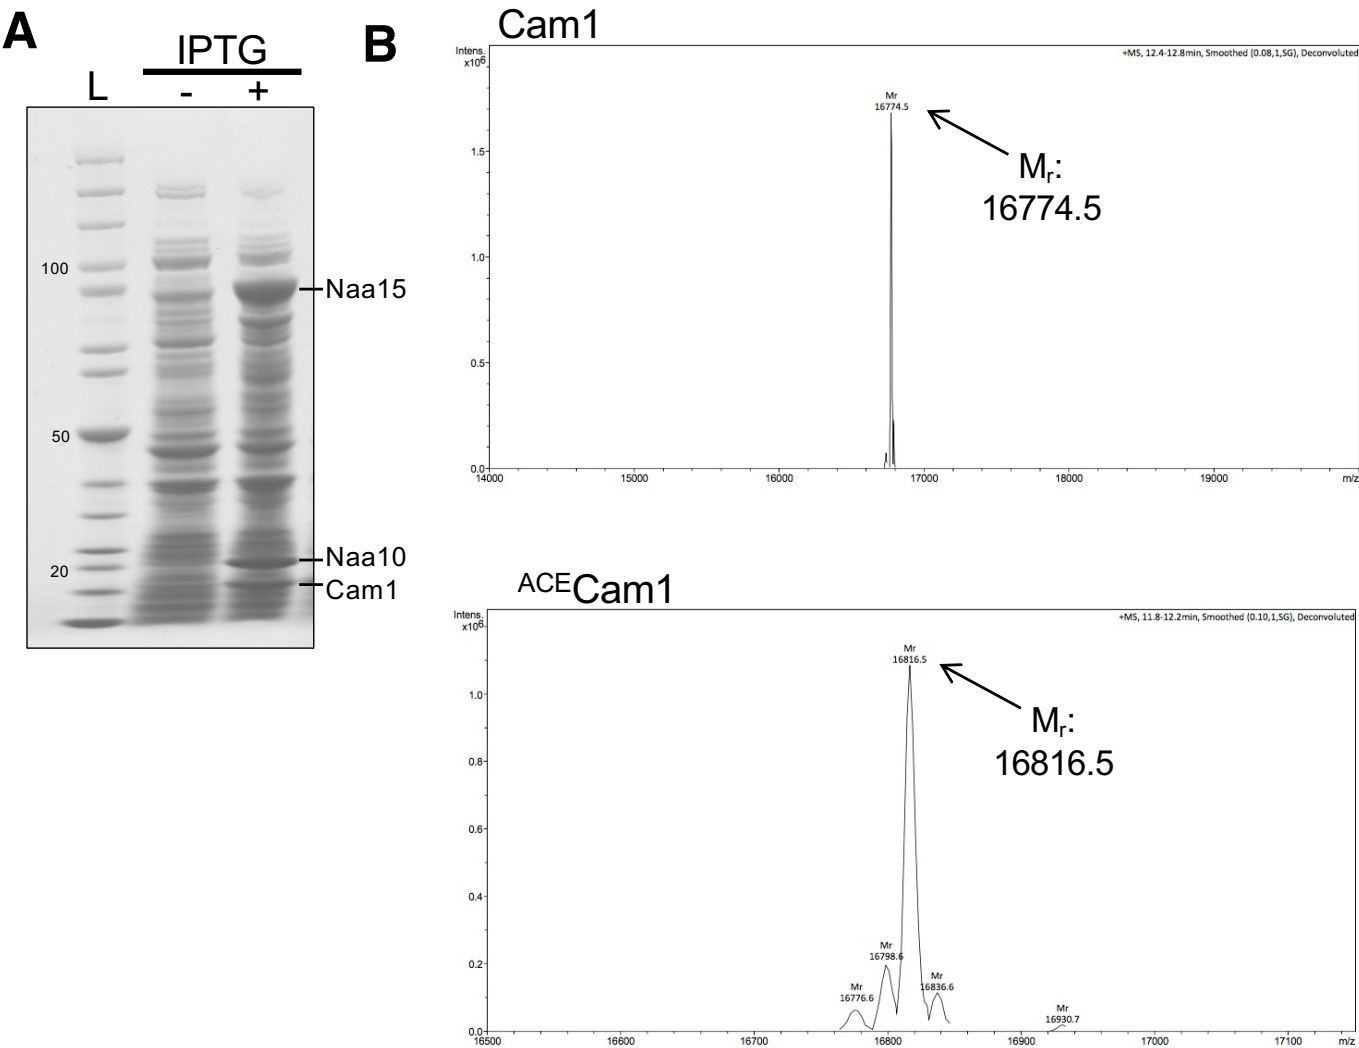 A
IPTG
L - +
100
50
20
Naa15
Naa10
Cam1
B
Cam1
Intens.
x10⁶
+MS, 12.4-12.8min, Smoothed (0.08,1,SG), Deconvoluted
Mr
16774.5
Mr:
16774.5
1.5
1.0
0.5
0.0
14000 15000 16000 17000 18000 19000 m/z
ACECam1
Intens.
x10⁶
+MS, 11.8-12.2min, Smoothed (0.10,1,SG), Deconvoluted
Mr
16816.5
Mr:
16816.5
1.0
0.8
0.6
0.4
0.2
0.0
Mr
16776.6
Mr
16798.6
Mr
16836.6
Mr
16930.7
16500 16600 16700 16800 16900 17000 17100 m/z